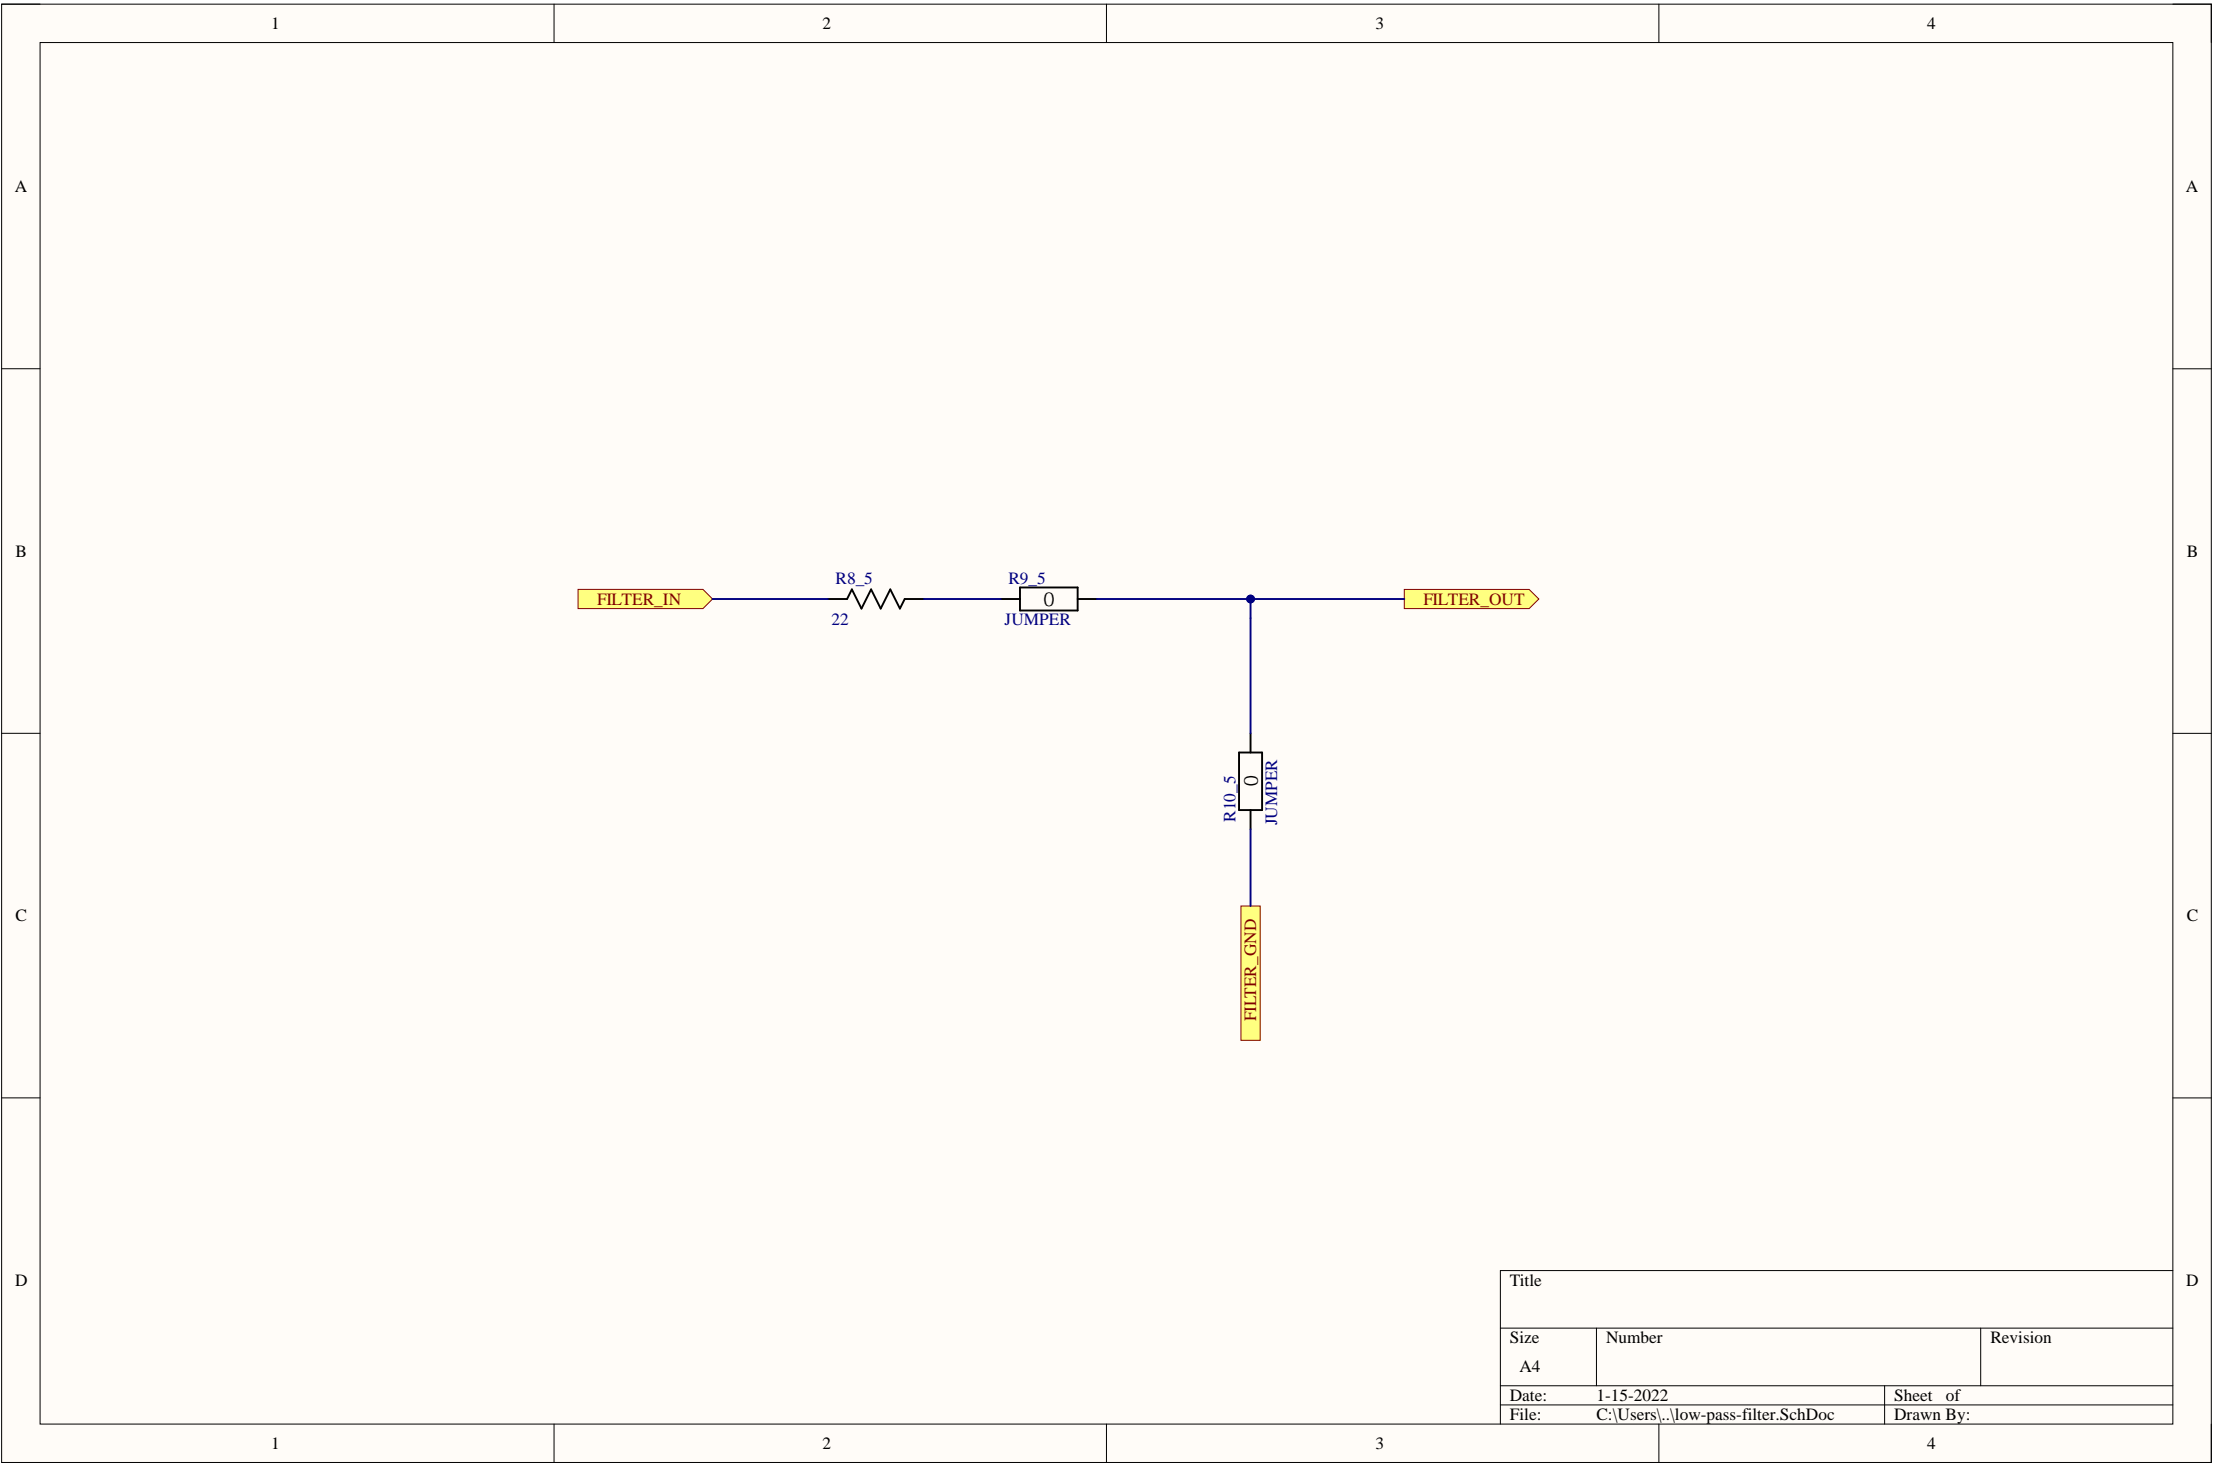 1 2 3 4
A A
B B
R8_5 R9_5
FILTER_IN 0 FILTER_OUT
22 JUMPER
R10_5 0 JUMPER
C C
FILTER_GND
D D
Title
Size Number Revision
A4
Date: 1-15-2022 Sheet of
File: C:\Users\..\low-pass-filter.SchDoc Drawn By:
1 2 3 4